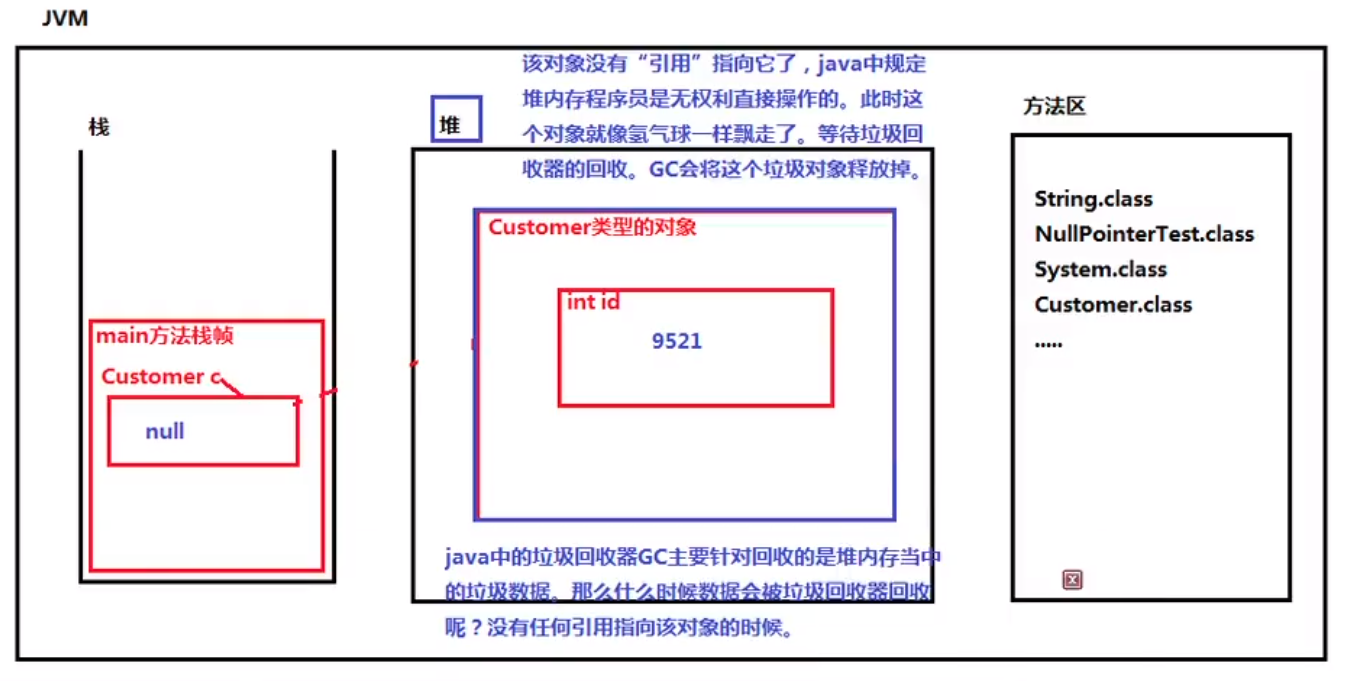 JVM
栈
main方法栈帧
Customer c
null
堆
该对象没有“引用”指向它了，java中规定
堆内存程序员是无权利直接操作的。此时这
个对象就像氢气球一样飘走了。等待垃圾回
收器的回收。GC会将这个垃圾对象释放掉。
Customer类型的对象
int id
9521
java中的垃圾回收器GC主要针对回收的是堆内存当中
的垃圾数据。那么什么时候数据会被垃圾回收器回收
呢？没有任何引用指向该对象的时候。
方法区
String.class
NullPointerTest.class
System.class
Customer.class
.....